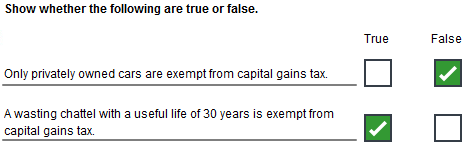 Show whether the following are true or false.
True False
Only privately owned cars are exempt from capital gains tax.
A wasting chattel with a useful life of 30 years is exempt from
capital gains tax.